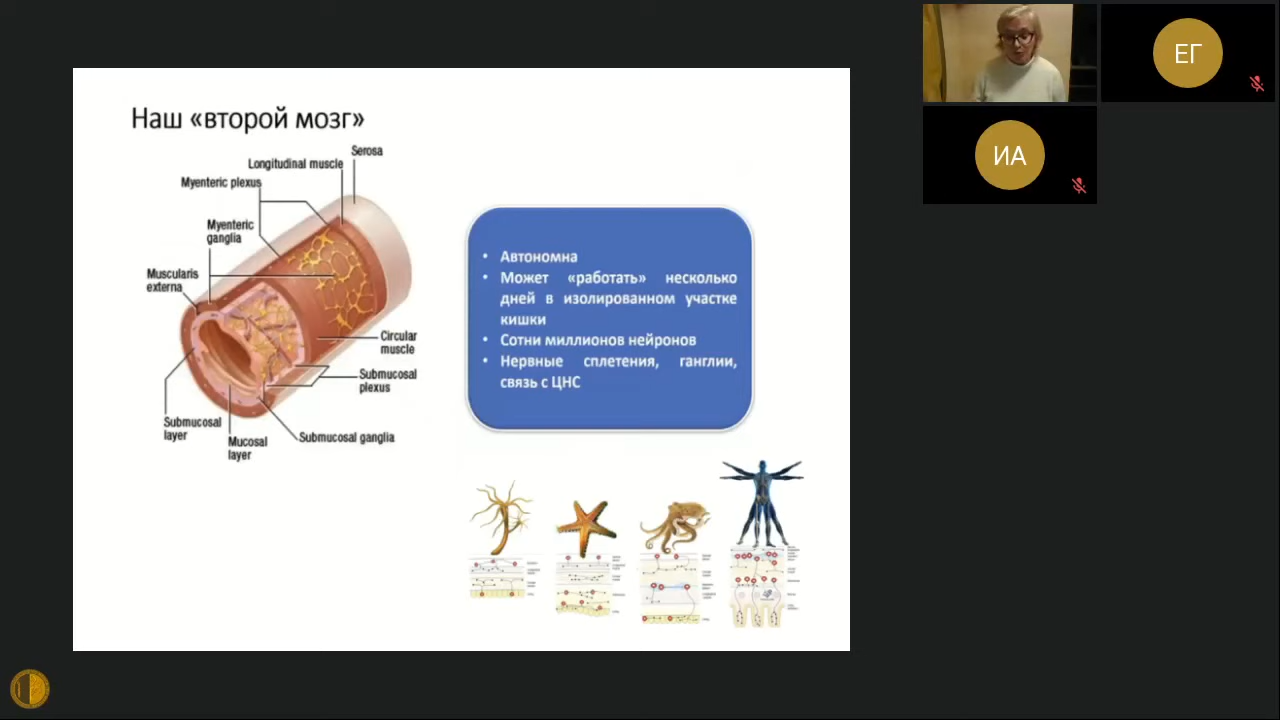 Наш «второй мозг»
Serosa
Longitudinal muscle
Myenteric plexus
Myenteric
ganglia
Muscularis
externa
Circular
muscle
Submucosal
plexus
Submucosal
layer
Mucosal
layer
Submucosal ganglia
• Автономна
• Может «работать» несколько
дней в изолированном участке
кишки
• Сотни миллионов нейронов
• Нервные сплетения, ганглии,
связь с ЦНС
ЕГ
ИА